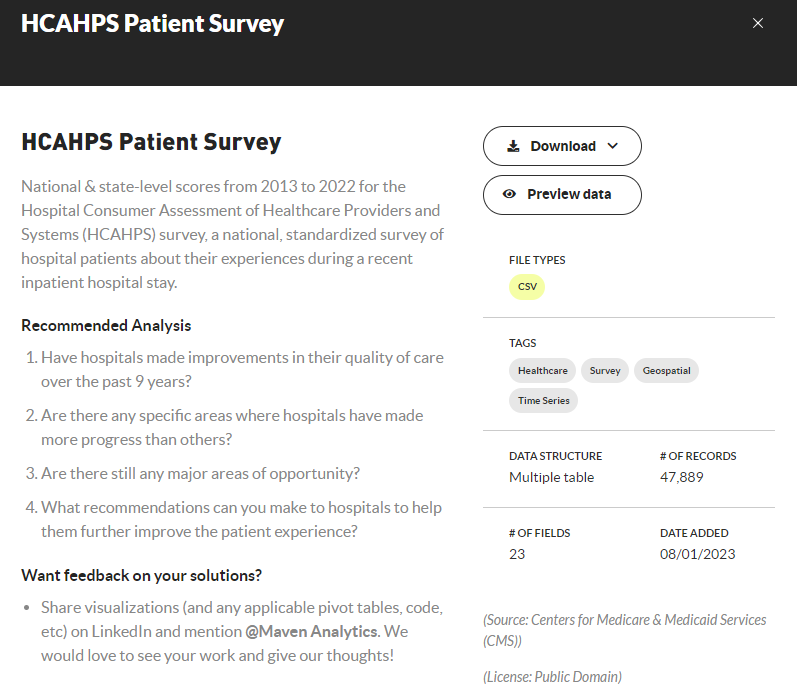 HCAHPS Patient Survey
HCAHPS Patient Survey
National & state-level scores from 2013 to 2022 for the
Hospital Consumer Assessment of Healthcare Providers and
Systems (HCAHPS) survey, a national, standardized survey of
hospital patients about their experiences during a recent
inpatient hospital stay.
Recommended Analysis
1. Have hospitals made improvements in their quality of care
over the past 9 years?
2. Are there any specific areas where hospitals have made
more progress than others?
3. Are there still any major areas of opportunity?
4. What recommendations can you make to hospitals to help
them further improve the patient experience?
Want feedback on your solutions?
• Share visualizations (and any applicable pivot tables, code,
etc) on LinkedIn and mention @Maven Analytics. We
would love to see your work and give our thoughts!
Download
Preview data
FILE TYPES
CSV
TAGS
Healthcare Survey Geospatial
Time Series
DATA STRUCTURE # OF RECORDS
Multiple table 47,889
# OF FIELDS DATE ADDED
23 08/01/2023
(Source: Centers for Medicare & Medicaid Services
(CMS))
(License: Public Domain)